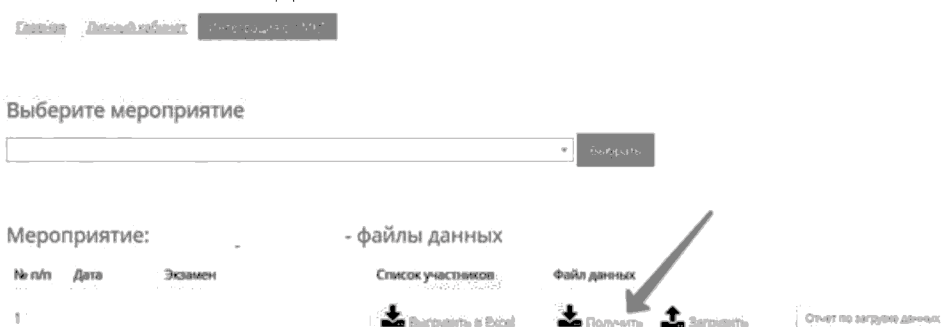 Главная Личный кабинет
Выберите мероприятие
Выбрать
Мероприятие: - файлы данных
№ п/п Дата Экзамен Список участников Файл данных
1 Выгрузить в Excel Получить Загрузить Отчет по загрузке данных